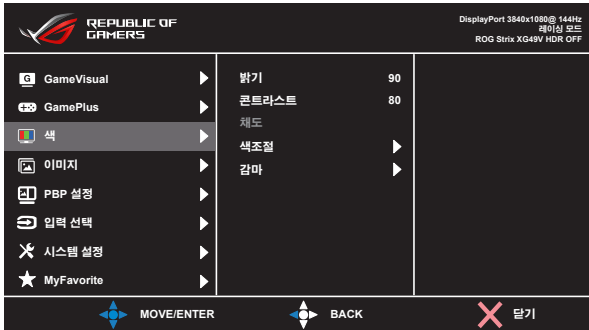 REPUBLIC OF
GAMERS
DisplayPort 3840x1080@ 144Hz
레이싱 모드
ROG Strix XG49V HDR OFF
G GameVisual
GamePlus
색
이미지
PBP 설정
입력 선택
시스템 설정
MyFavorite
밝기 90
콘트라스트 80
채도
색조절
감마
MOVE/ENTER
BACK
닫기